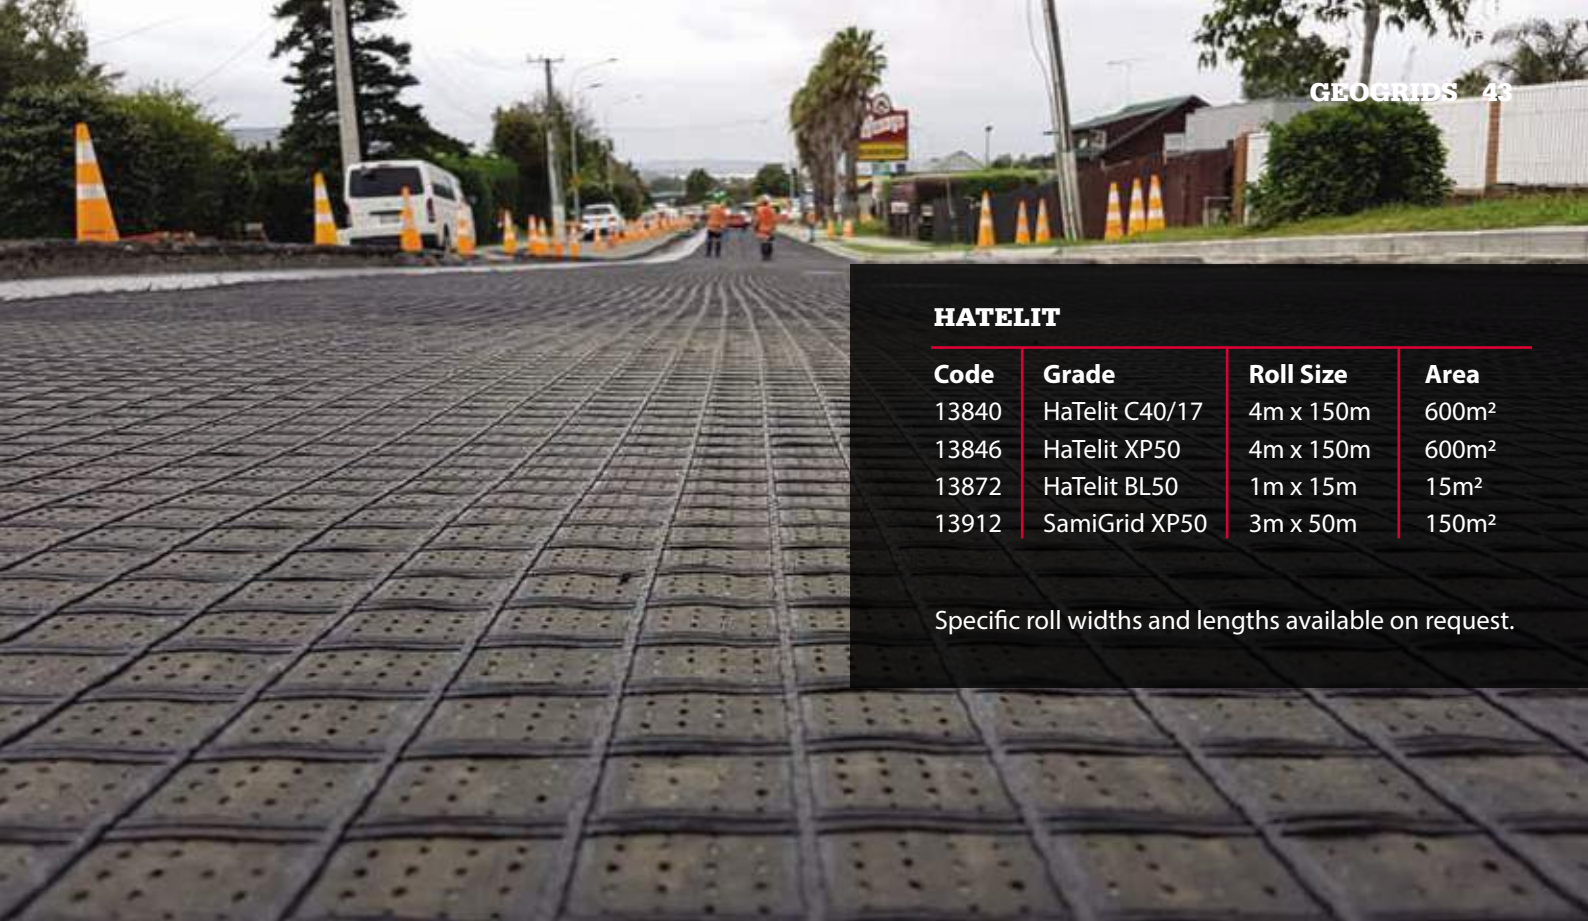 GEOGRIDS 43
HATELIT
Code Grade Roll Size Area
13840 HaTelit C40/17 4m x 150m 600m²
13846 HaTelit XP50 4m x 150m 600m²
13872 HaTelit BL50 1m x 15m 15m²
13912 SamiGrid XP50 3m x 50m 150m²
Specific roll widths and lengths available on request.